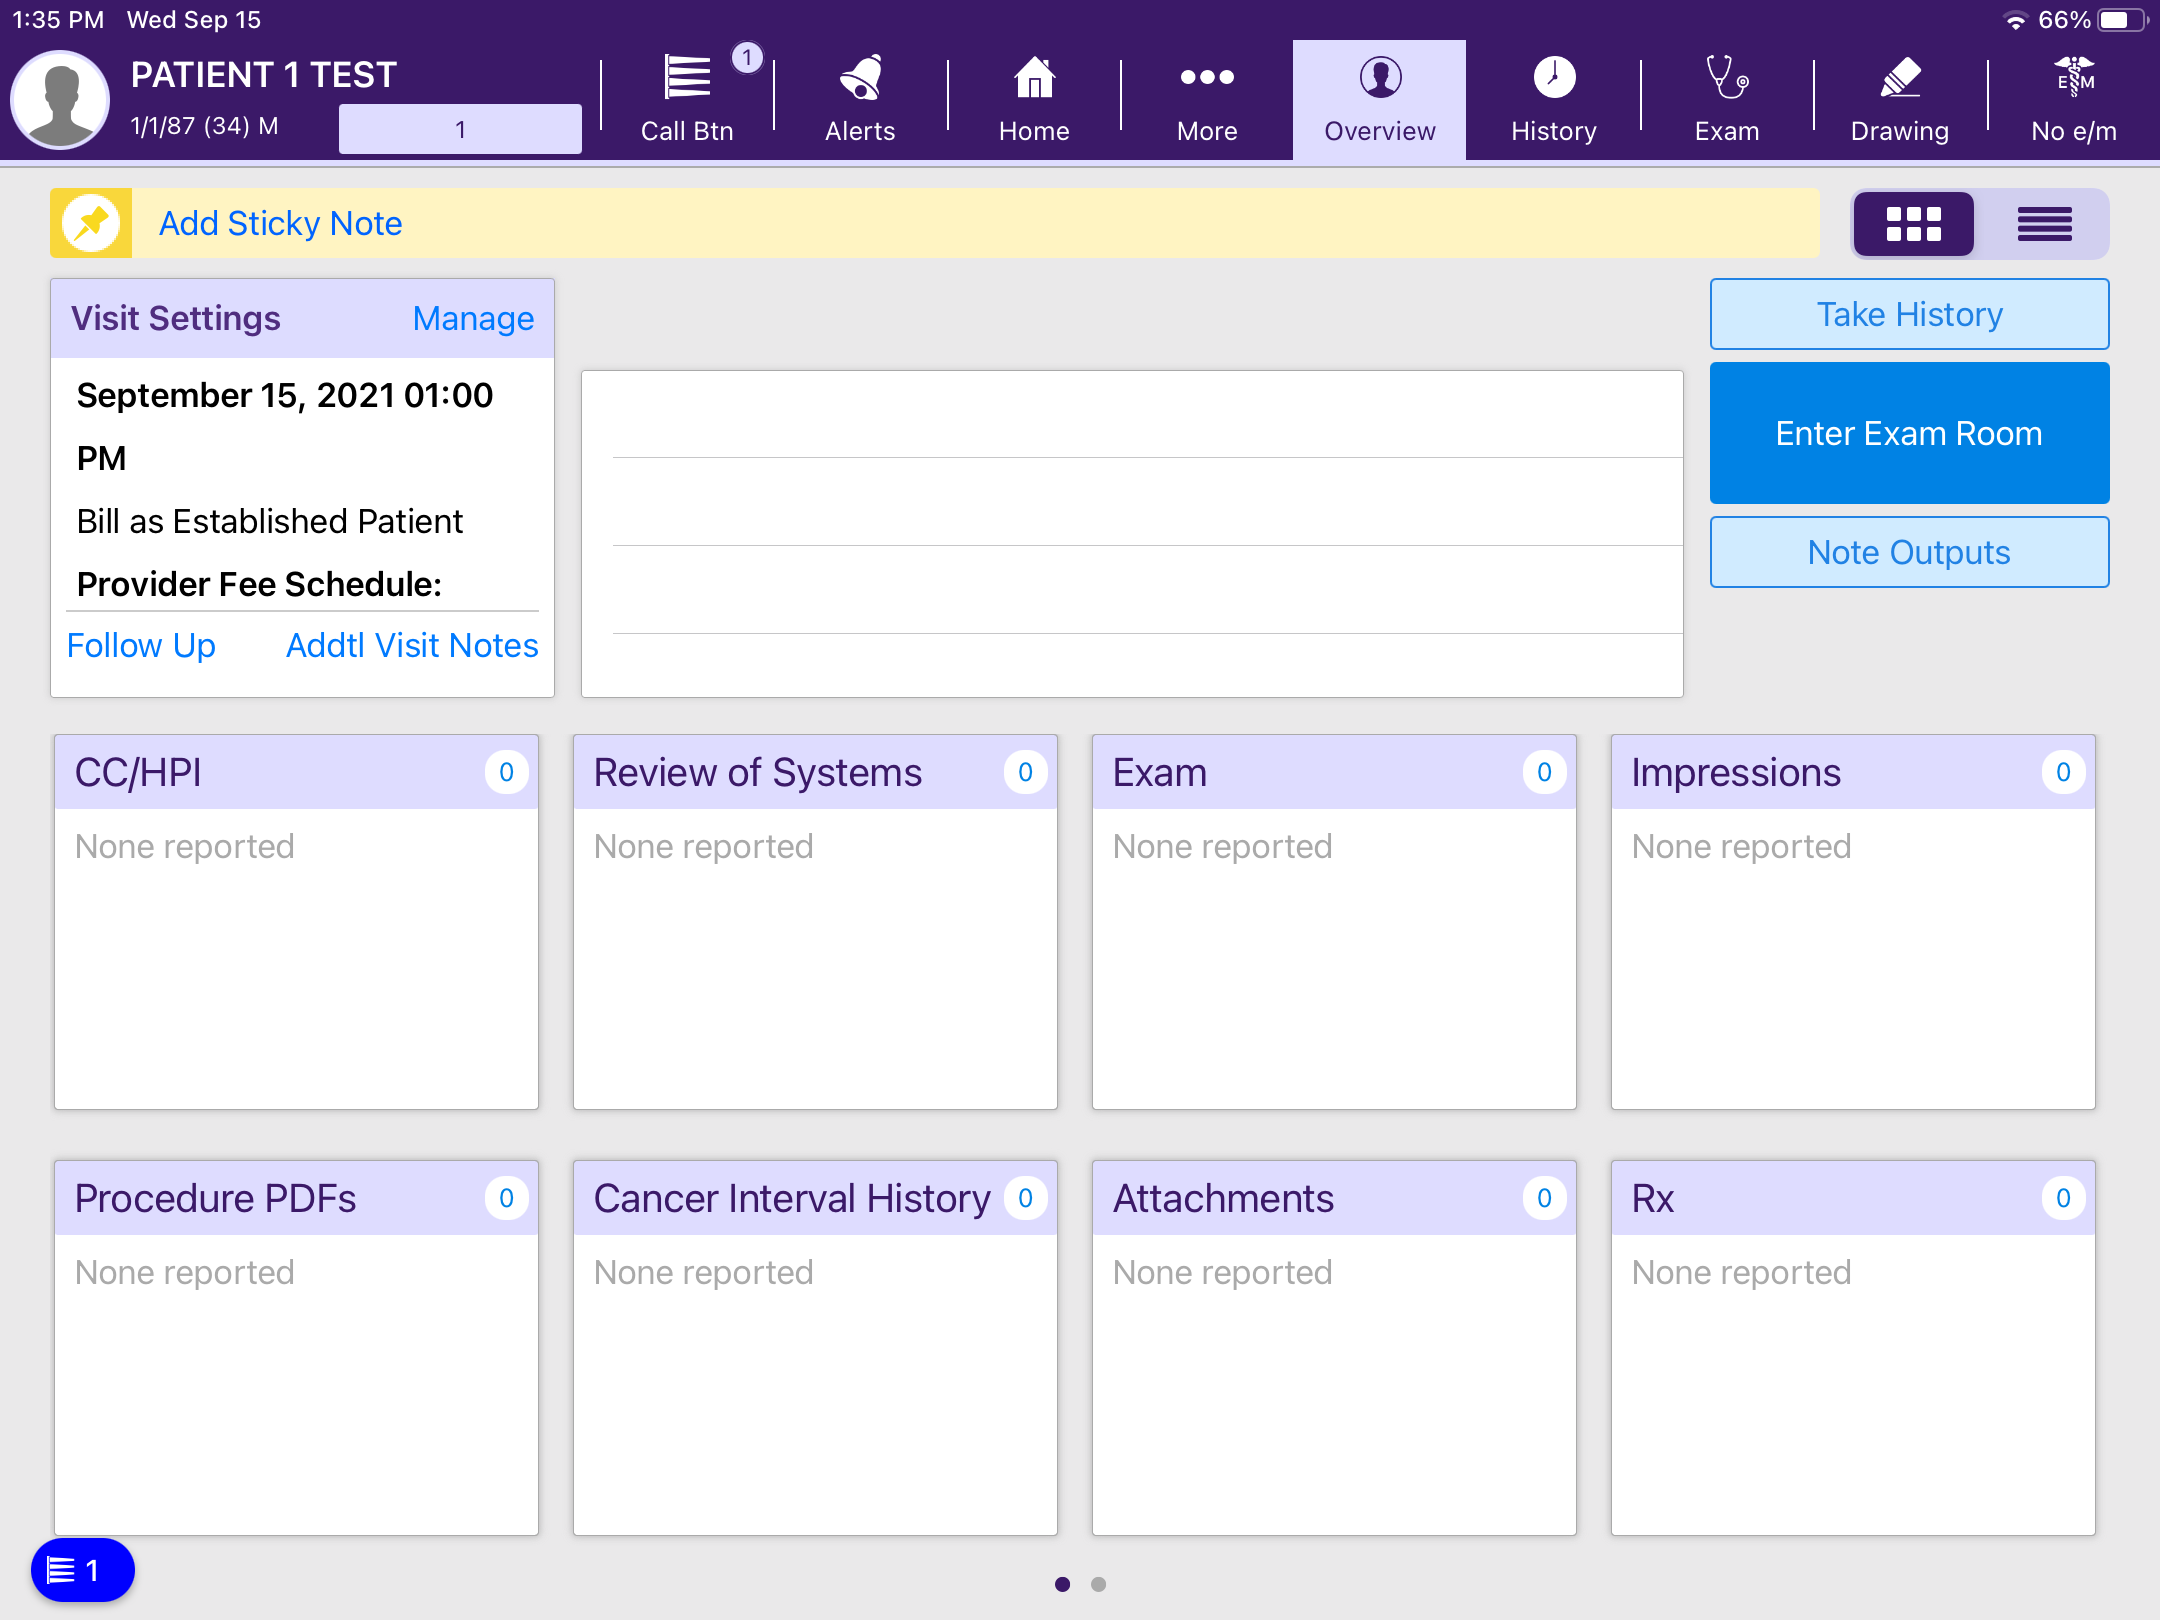 1:35 PM Wed Sep 15
66%
PATIENT 1 TEST
1/1/87 (34) M
1
1
Call Btn
Alerts
Home
More
Overview
History
Exam
Drawing
E M
No e/m
Add Sticky Note
Visit Settings
Manage
September 15, 2021 01:00
PM
Bill as Established Patient
Provider Fee Schedule:
Follow Up
Addtl Visit Notes
Take History
Enter Exam Room
Note Outputs
CC/HPI 0
None reported
Review of Systems 0
None reported
Exam 0
None reported
Impressions 0
None reported
Procedure PDFs 0
None reported
Cancer Interval History 0
None reported
Attachments 0
None reported
Rx 0
None reported
1